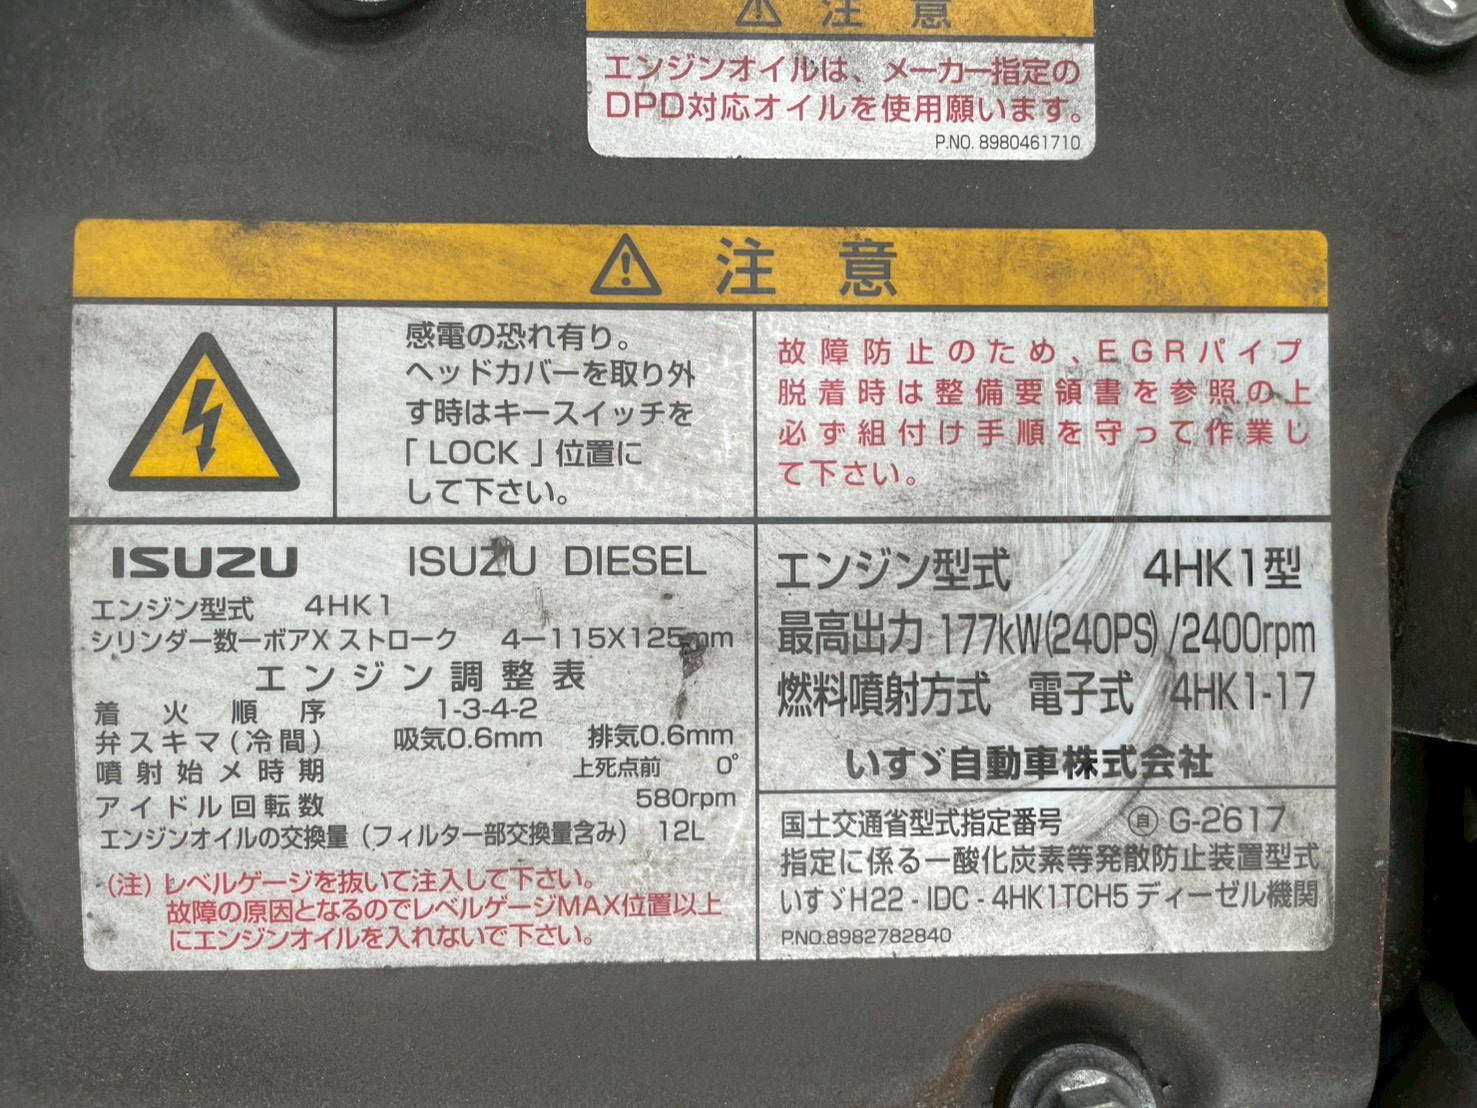 注意
エンジンオイルは、メーカー指定の
DPD対応オイルを使用願います。
P.NO. 8980461710
注意
感電の恐れ有り。
ヘッドカバーを取り外
す時はキースイッチを
「LOCK」位置に
して下さい。
故障防止のため、EGRパイプ
脱着時は整備要領書を参照の上
必ず組付け手順を守って作業し
て下さい。
ISUZU ISUZU DIESEL
エンジン型式 4HK1
シリンダー数ーボアX ストローク 4ー115X125mm
エンジン調整表
着火順序 1-3-4-2
弁スキマ(冷間) 吸気0.6mm 排気0.6mm
噴射始メ時期 上死点前 0°
アイドル回転数 580rpm
エンジンオイルの交換量(フィルター部交換量含み) 12L
(注)レベルゲージを抜いて注入して下さい。
故障の原因となるのでレベルゲージMAX位置以上
にエンジンオイルを入れないで下さい。
エンジン型式 4HK1型
最高出力 177kW(240PS)/2400rpm
燃料噴射方式 電子式 4HK1-17
いすゞ自動車株式会社
国土交通省型式指定番号 ㊐ G-2617
指定に係る一酸化炭素等発散防止装置型式
いすゞH22 - IDC - 4HK1TCH5 ディーゼル機関
P.NO.8982782840